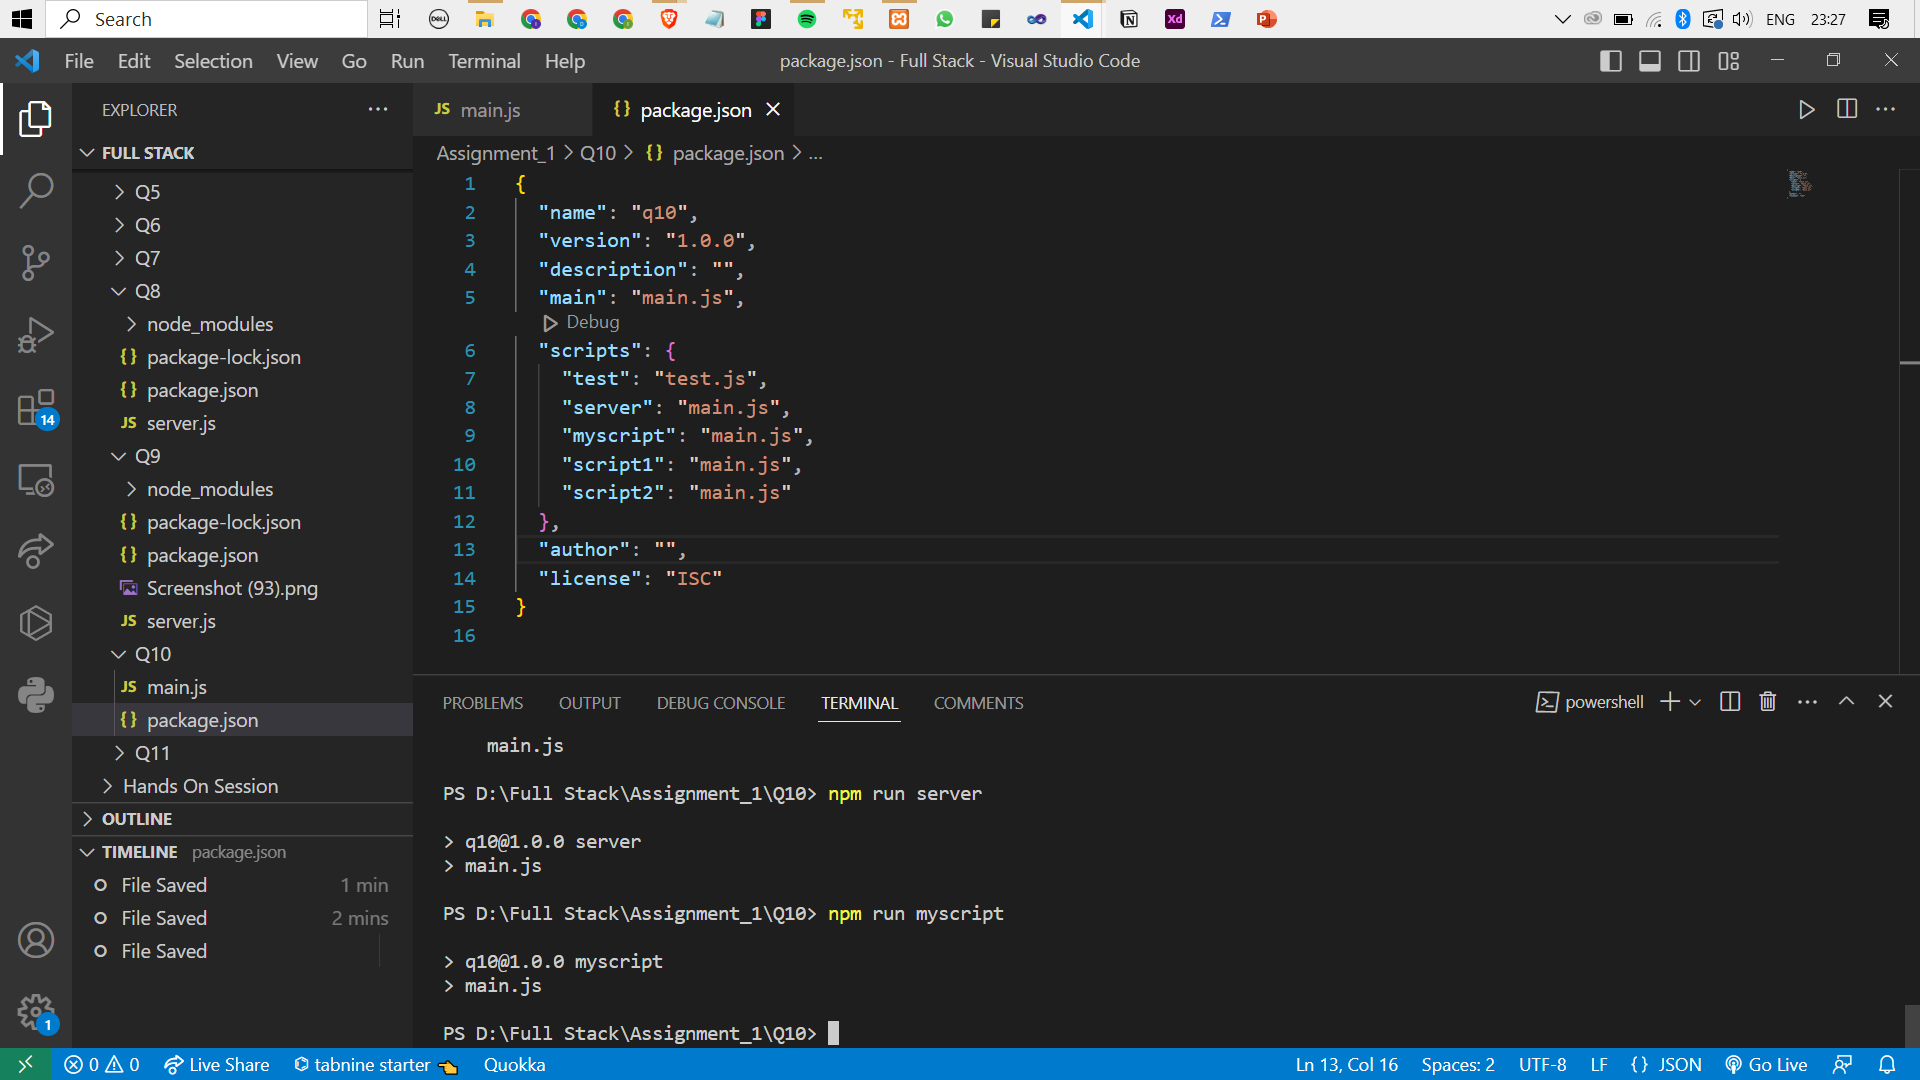 Search
ENG 23:27
File Edit Selection View Go Run Terminal Help
package.json - Full Stack - Visual Studio Code
EXPLORER
FULL STACK
Q5
Q6
Q7
Q8
node_modules
{} package-lock.json
{} package.json
JS server.js
Q9
node_modules
{} package-lock.json
{} package.json
Screenshot (93).png
JS server.js
Q10
JS main.js
{} package.json
Q11
Hands On Session
OUTLINE
TIMELINE package.json
File Saved 1 min
File Saved 2 mins
File Saved
14
1
JS main.js
{} package.json
Assignment_1 > Q10 > {} package.json > ...
1 {
2 "name": "q10",
3 "version": "1.0.0",
4 "description": "",
5 "main": "main.js",
Debug
6 "scripts": {
7 "test": "test.js",
8 "server": "main.js",
9 "myscript": "main.js",
10 "script1": "main.js",
11 "script2": "main.js"
12 },
13 "author": "",
14 "license": "ISC"
15 }
16
PROBLEMS OUTPUT DEBUG CONSOLE TERMINAL COMMENTS
powershell
main.js
PS D:\Full Stack\Assignment_1\Q10> npm run server
> q10@1.0.0 server
> main.js
PS D:\Full Stack\Assignment_1\Q10> npm run myscript
> q10@1.0.0 myscript
> main.js
PS D:\Full Stack\Assignment_1\Q10>
0 0 Live Share tabnine starter Quokka
Ln 13, Col 16 Spaces: 2 UTF-8 LF {} JSON Go Live
DELL
Xd